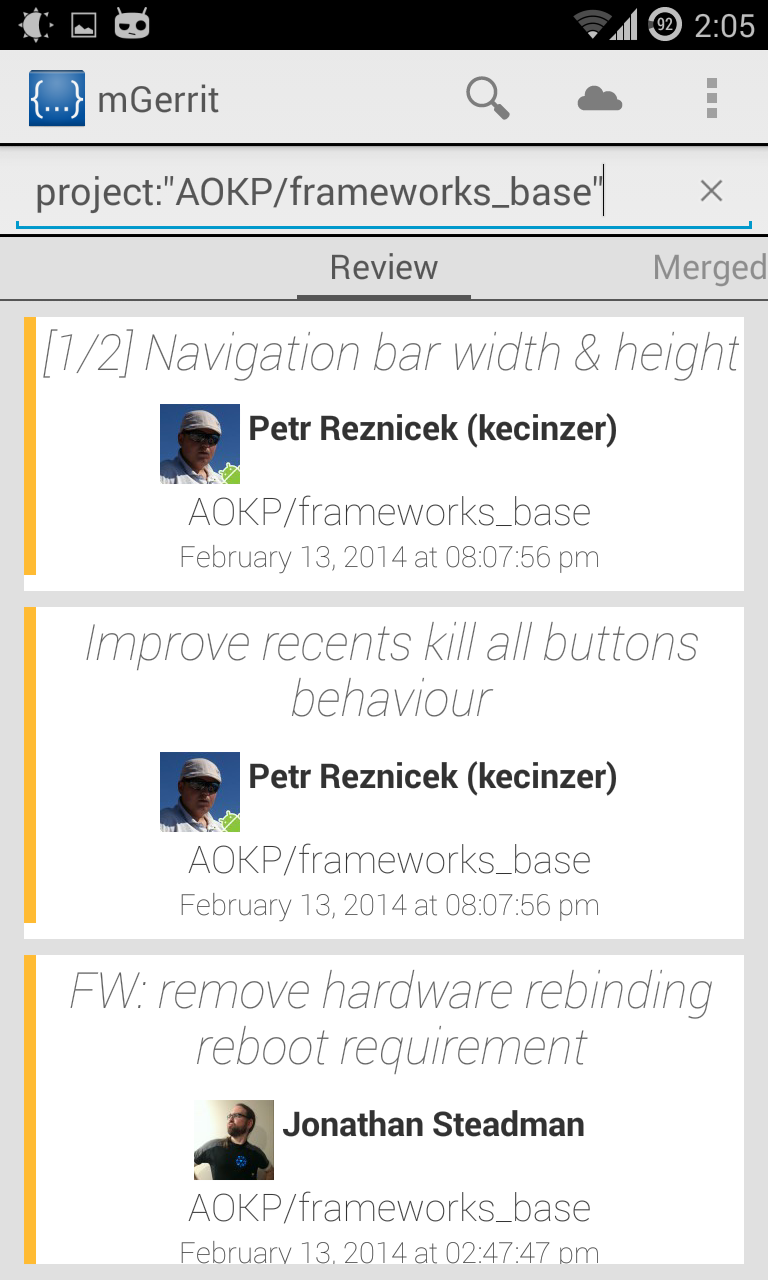 92 2:05
{...} mGerrit
project:"AOKP/frameworks_base"
Review Merged
[1/2] Navigation bar width & height
Petr Reznicek (kecinzer)
AOKP/frameworks_base
February 13, 2014 at 08:07:56 pm
Improve recents kill all buttons
behaviour
Petr Reznicek (kecinzer)
AOKP/frameworks_base
February 13, 2014 at 08:07:56 pm
FW: remove hardware rebinding
reboot requirement
Jonathan Steadman
AOKP/frameworks_base
February 13, 2014 at 02:47:47 pm